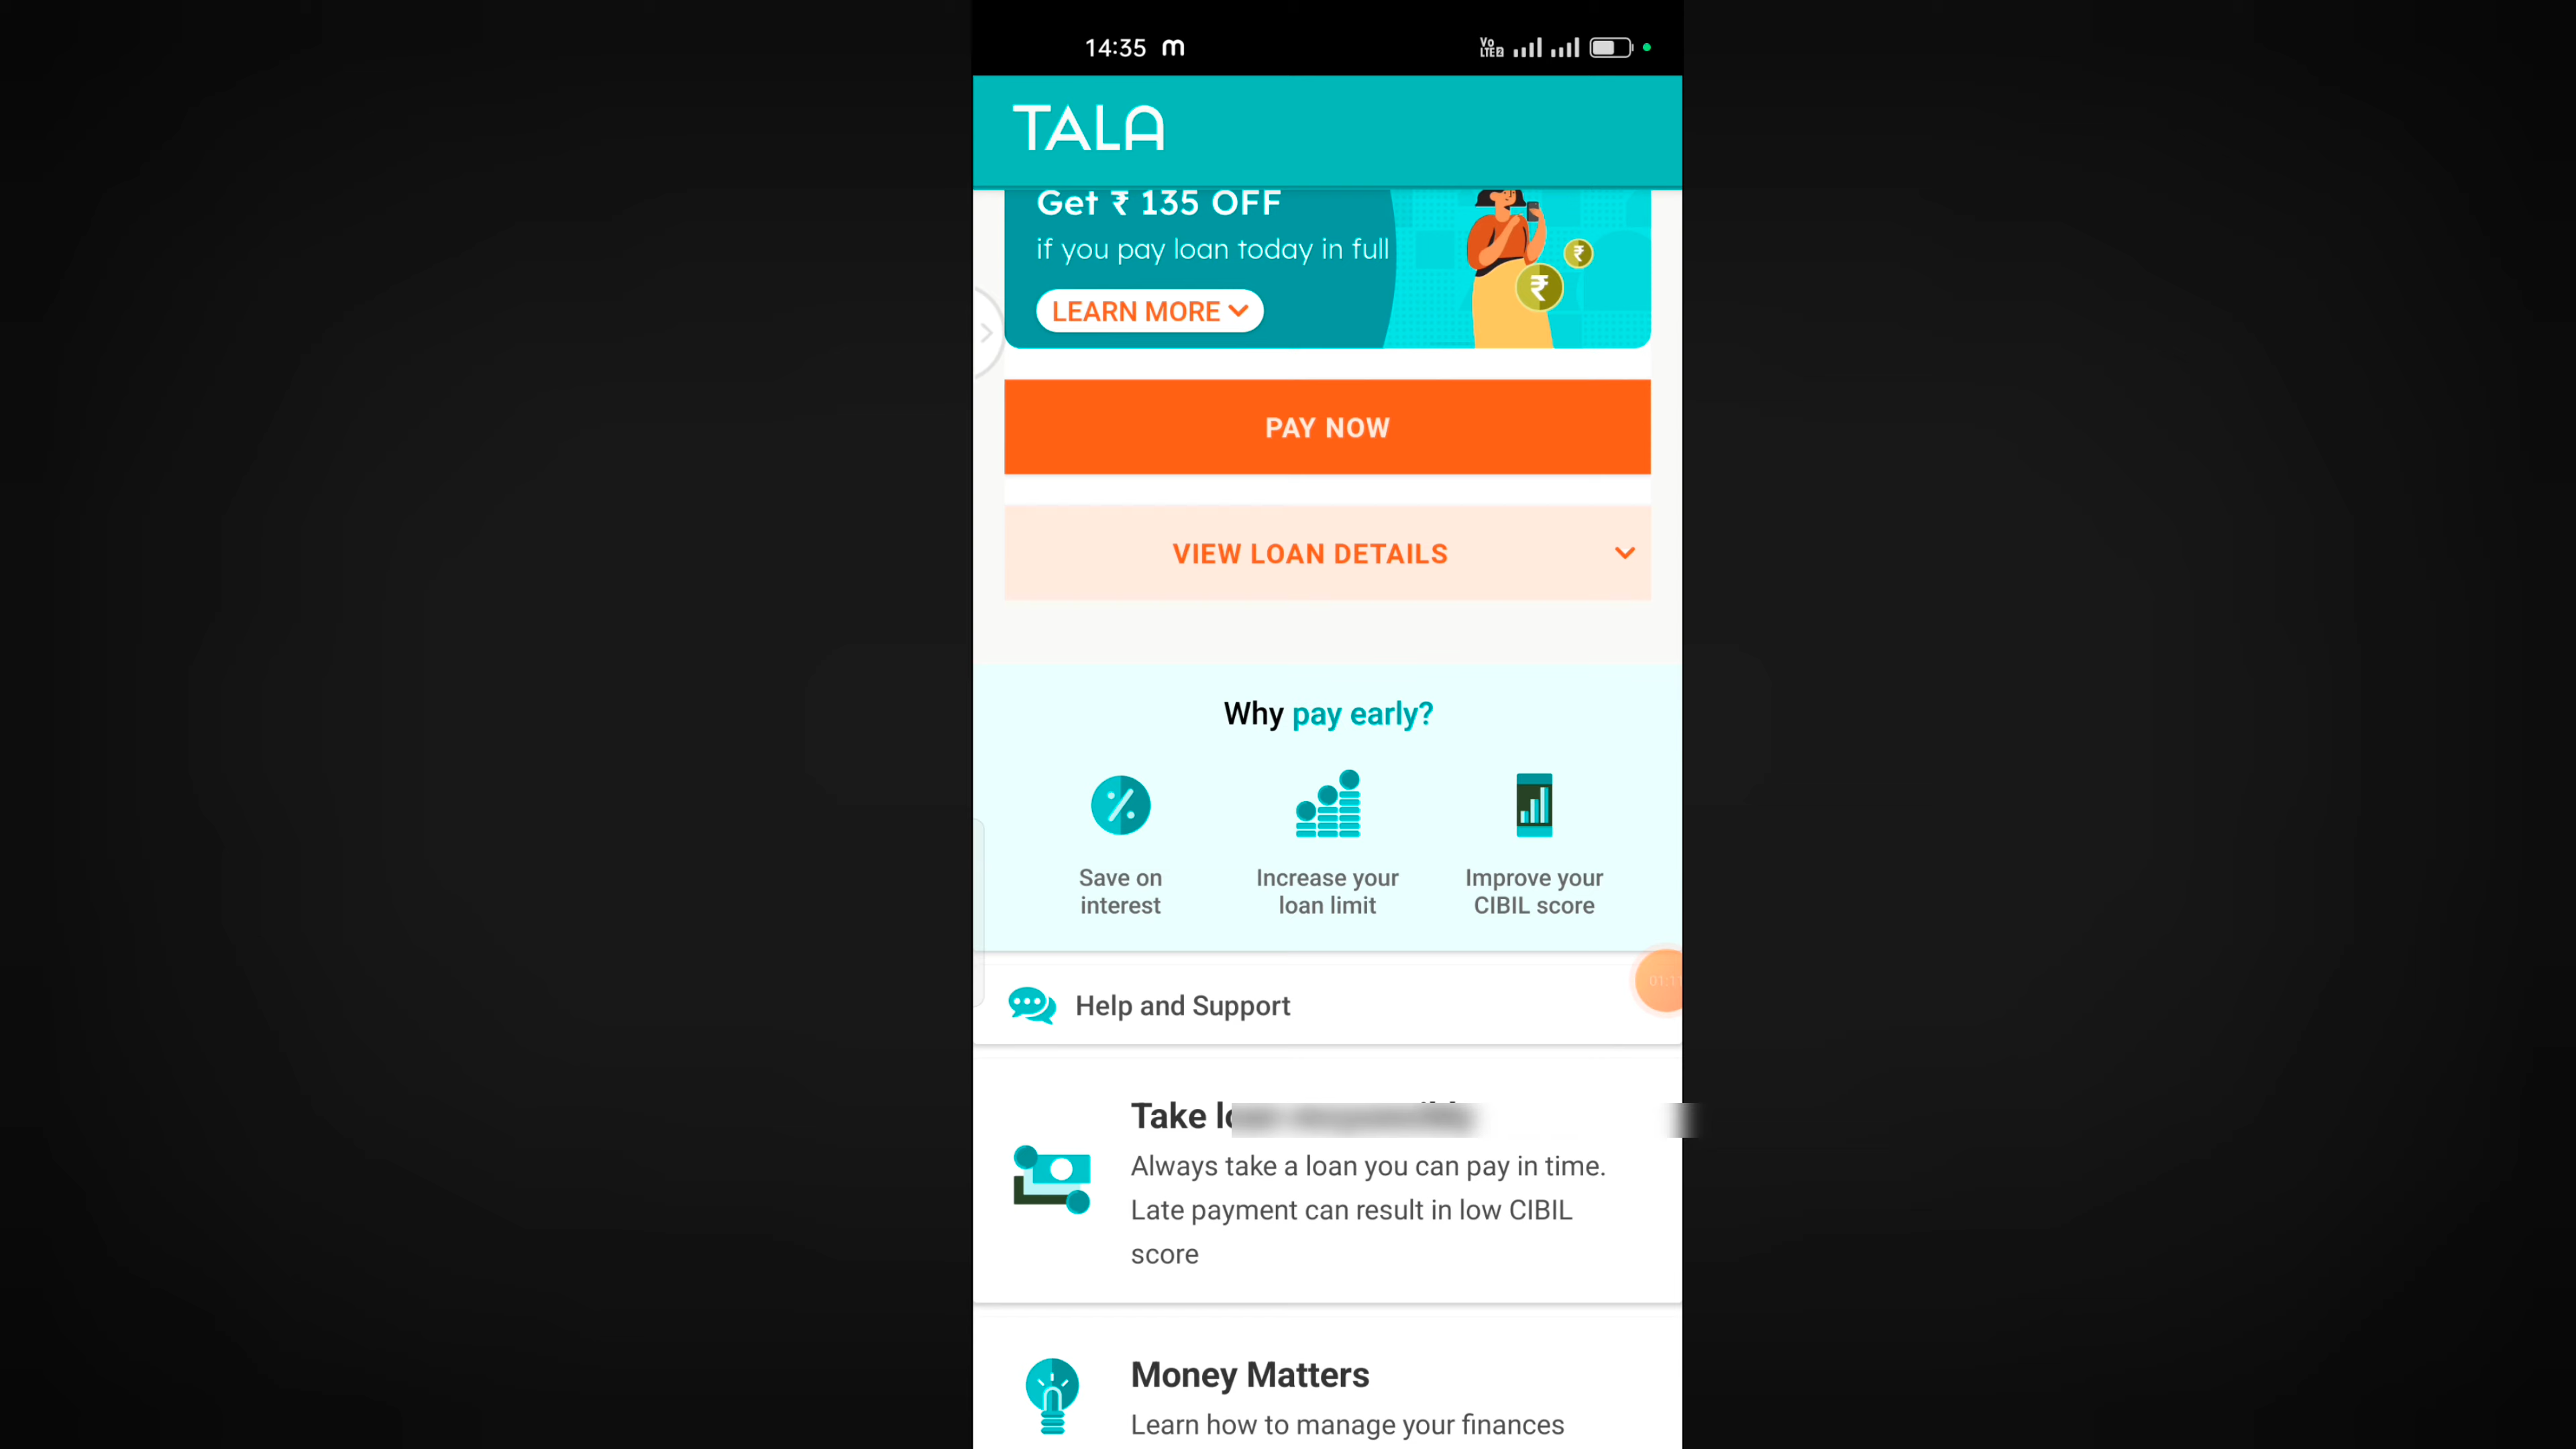 14:35 m
Vo
LTE2
TALA
Get ₹ 135 OFF
if you pay loan today in full
LEARN MORE
PAY NOW
VIEW LOAN DETAILS
Why pay early?
Save on
interest
Increase your
loan limit
Improve your
CIBIL score
Help and Support
Take
Always take a loan you can pay in time.
Late payment can result in low CIBIL
score
Money Matters
Learn how to manage your finances